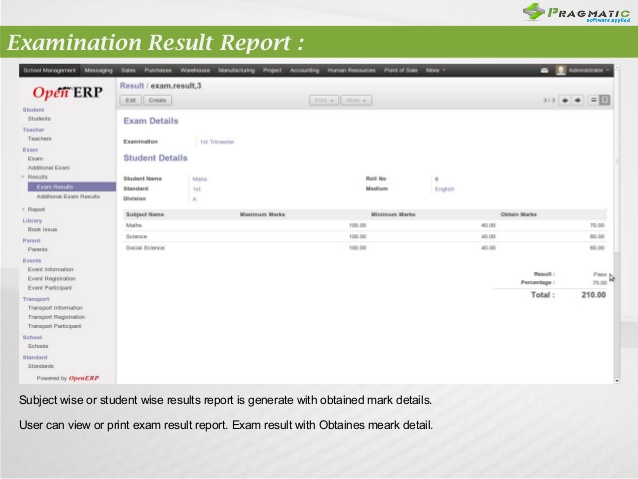 PRAGMATIC
software applied
Examination Result Report :
School Management Messaging Sales Purchases Warehouse Manufacturing Project Accounting Human Resources Point of Sale More Administrator
Open ERP
Result / exam.result,3
Edit Create Print More 3 / 3
Student
Students
Teacher
Teachers
Exam
Exam
Additional Exam
Results
Exam Results
Additional Exam Results
Report
Library
Book Issue
Parent
Parents
Events
Event Information
Event Registration
Event Participant
Transport
Transport Information
Transport Registration
Transport Participant
School
Schools
Standard
Standards
Powered by OpenERP
Exam Details
Examination 1st Trimester
Student Details
Student Name Maria Roll No 6
Standard 1st Medium English
Division A
Subject Name Maximum Marks Minimum Marks Obtain Marks
Maths 100.00 40.00 70.00
Science 100.00 40.00 80.00
Social Science 100.00 40.00 60.00
Result : Pass
Percentage : 70.00
Total : 210.00
Subject wise or student wise results report is generate with obtained mark details.
User can view or print exam result report. Exam result with Obtaines meark detail.